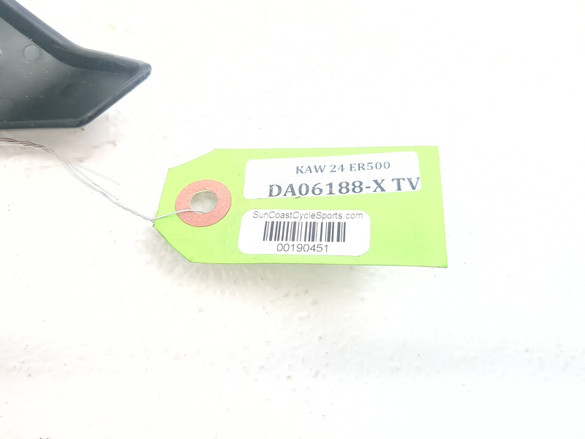 KAW 24 ER500
DA06188-X TV
SunCoastCycleSports.com
00190451